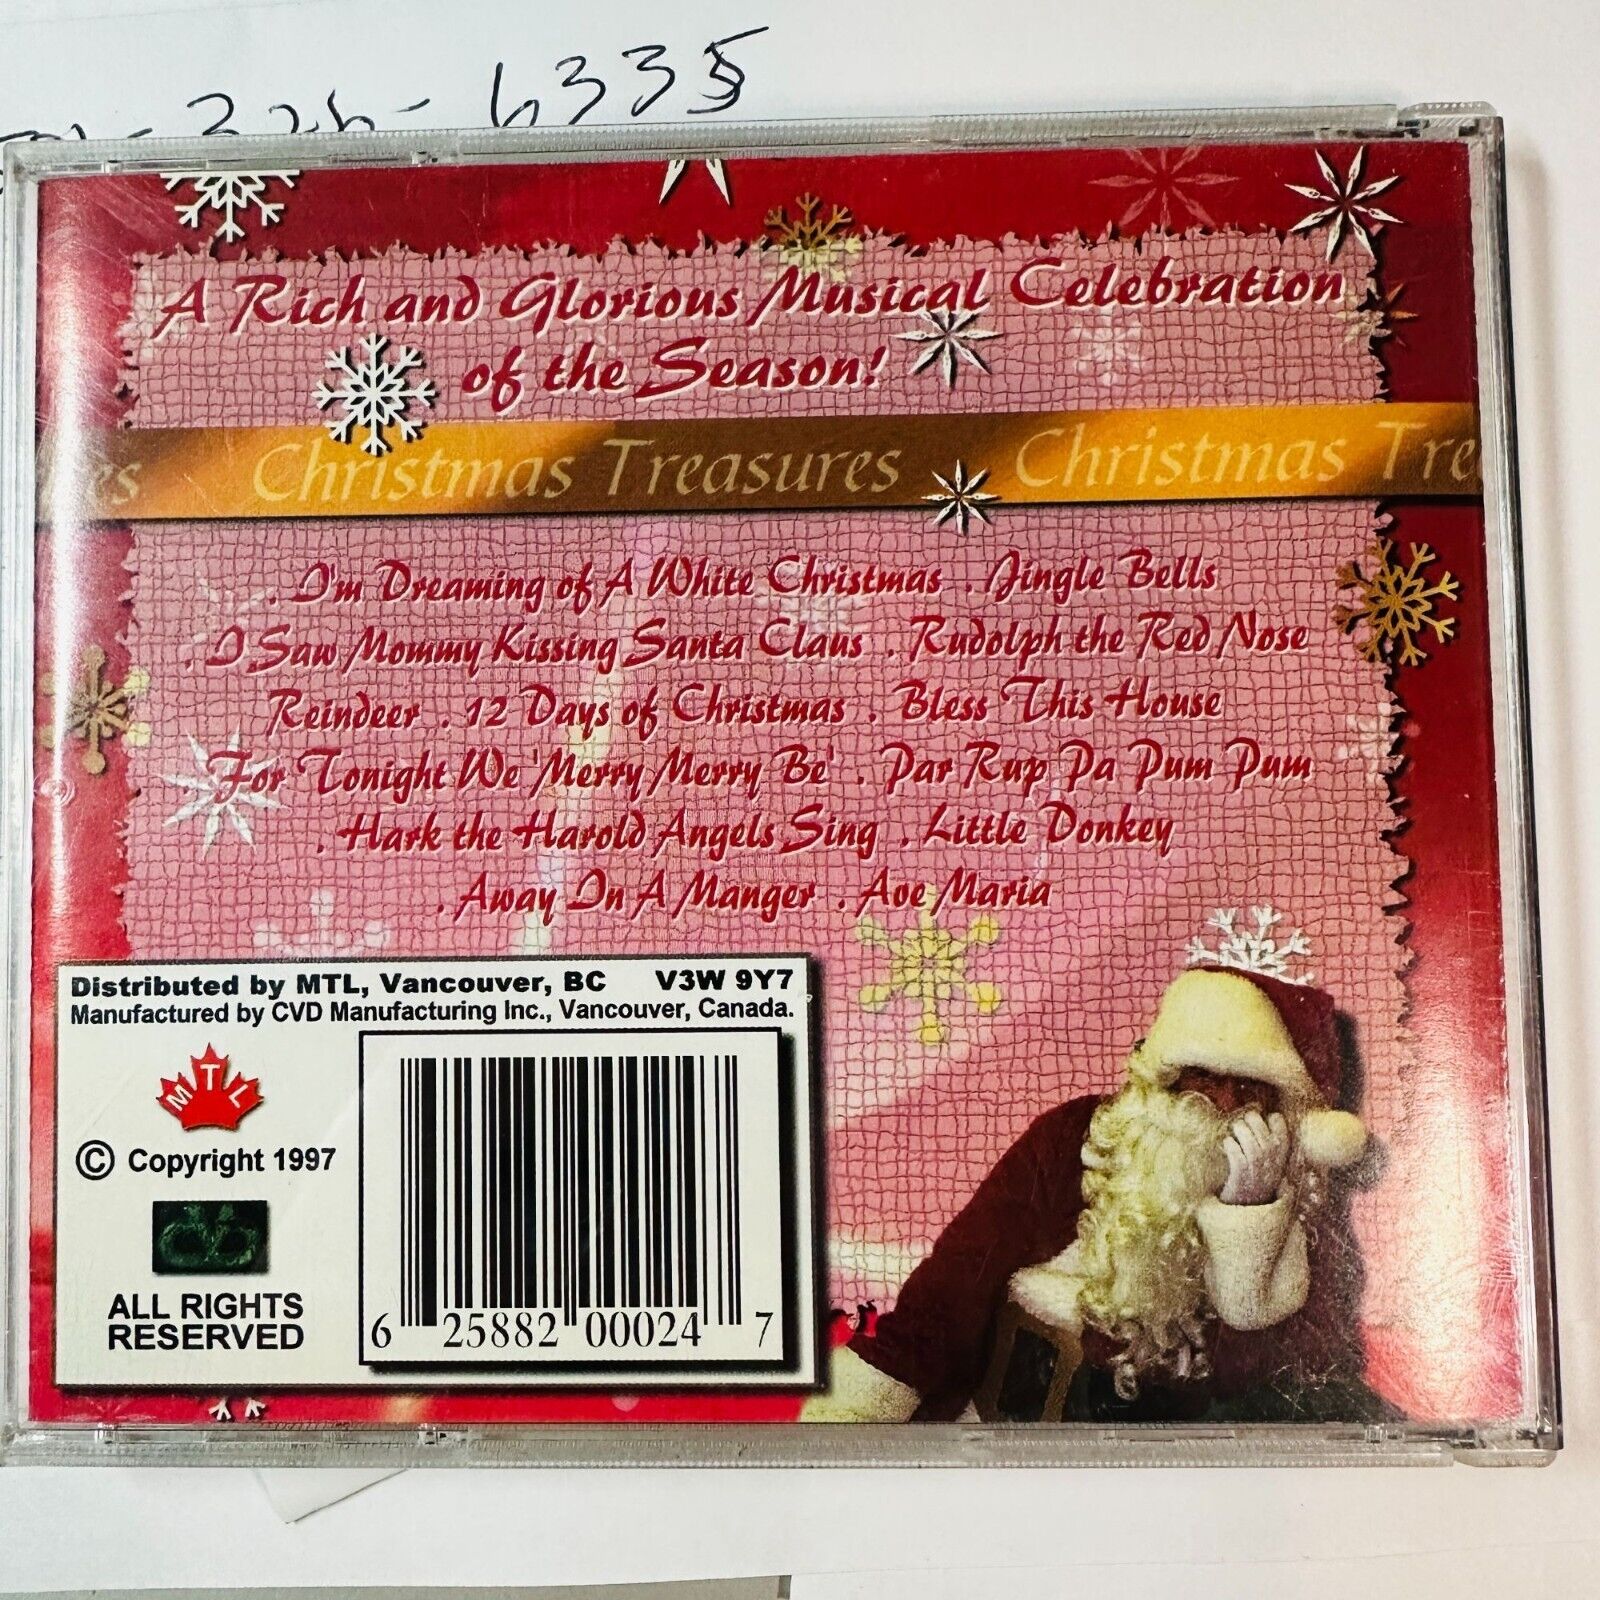 6335
A Rich and Glorious Musical Celebration
of the Season!
Christmas Treasures Christmas Tre
. I'm Dreaming of A White Christmas . Jingle Bells
. I Saw Mommy Kissing Santa Claus . Rudolph the Red Nose
Reindeer . 12 Days of Christmas . Bless This House
. For Tonight We 'Merry Merry Be' . Par Rup Pa Pum Pum
. Hark the Harold Angels Sing . Little Donkey
. Away In A Manger . Ave Maria
Distributed by MTL, Vancouver, BC V3W 9Y7
Manufactured by CVD Manufacturing Inc., Vancouver, Canada.
MTL
© Copyright 1997
ALL RIGHTS
RESERVED
6 25882 00024 7